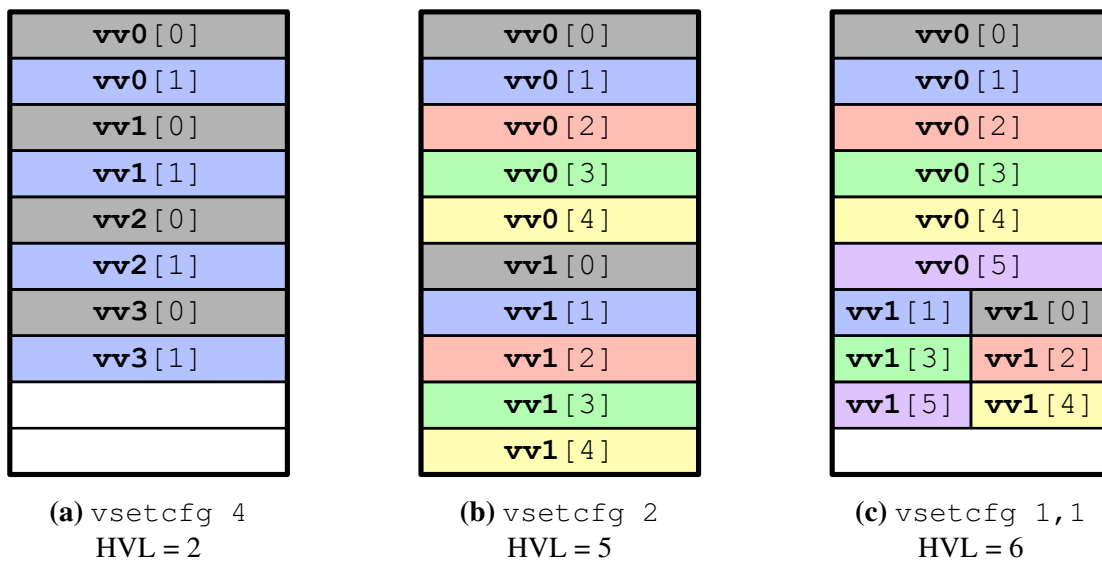 vv0[0]
vv0[1]
vv1[0]
vv1[1]
vv2[0]
vv2[1]
vv3[0]
vv3[1]
(a) vsetcfg 4
HVL = 2
vv0[0]
vv0[1]
vv0[2]
vv0[3]
vv0[4]
vv1[0]
vv1[1]
vv1[2]
vv1[3]
vv1[4]
(b) vsetcfg 2
HVL = 5
vv0[0]
vv0[1]
vv0[2]
vv0[3]
vv0[4]
vv0[5]
vv1[1] vv1[0]
vv1[3] vv1[2]
vv1[5] vv1[4]
(c) vsetcfg 1,1
HVL = 6